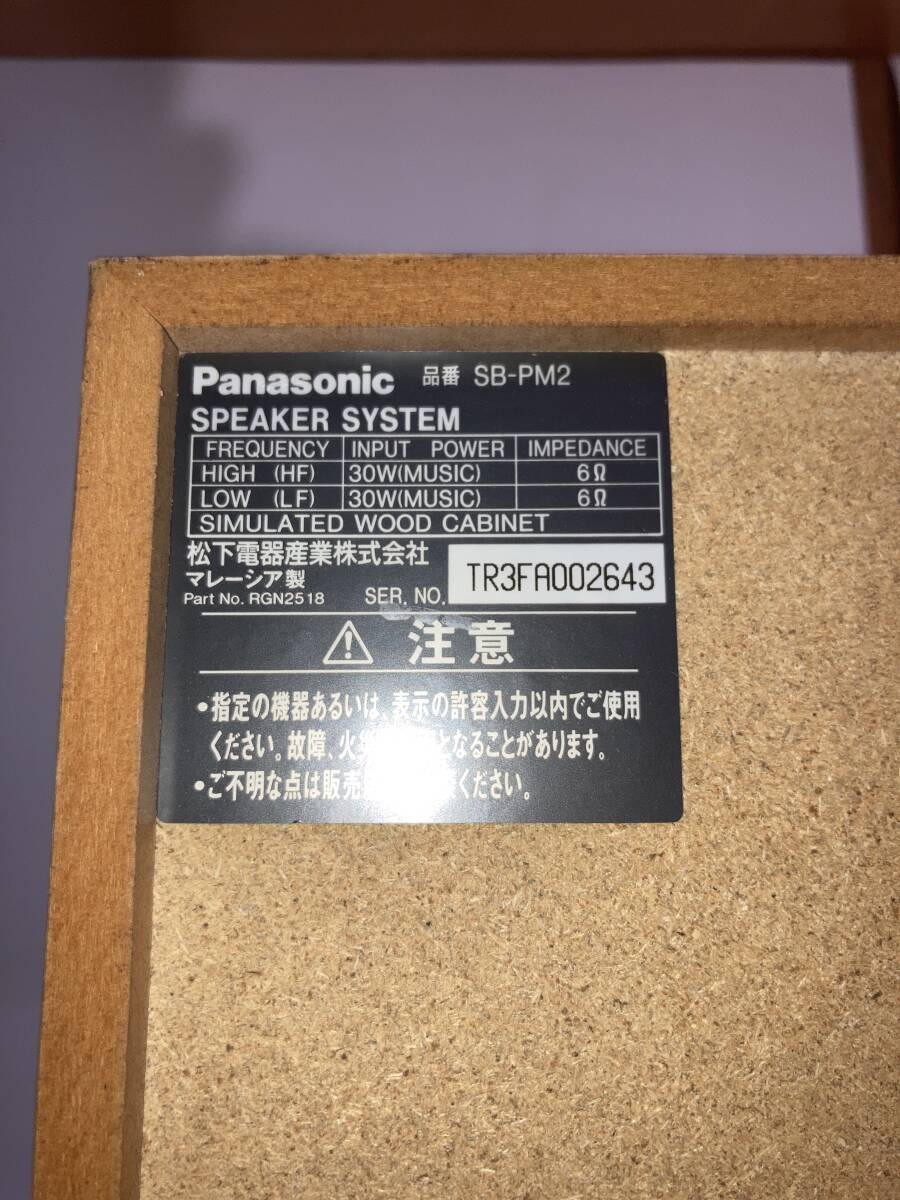 Panasonic 品番 SB-PM2
SPEAKER SYSTEM
FREQUENCY INPUT POWER IMPEDANCE
HIGH (HF) 30W(MUSIC) 6Ω
LOW (LF) 30W(MUSIC) 6Ω
SIMULATED WOOD CABINET
松下電器産業株式会社
マレーシア製
Part No. RGN2518 SER. NO. TR3FA002643
⚠ 注意
•指定の機器あるいは、表示の許容入力以内でご使用
ください。故障、火災 となることがあります。
•ご不明な点は販売 ください。